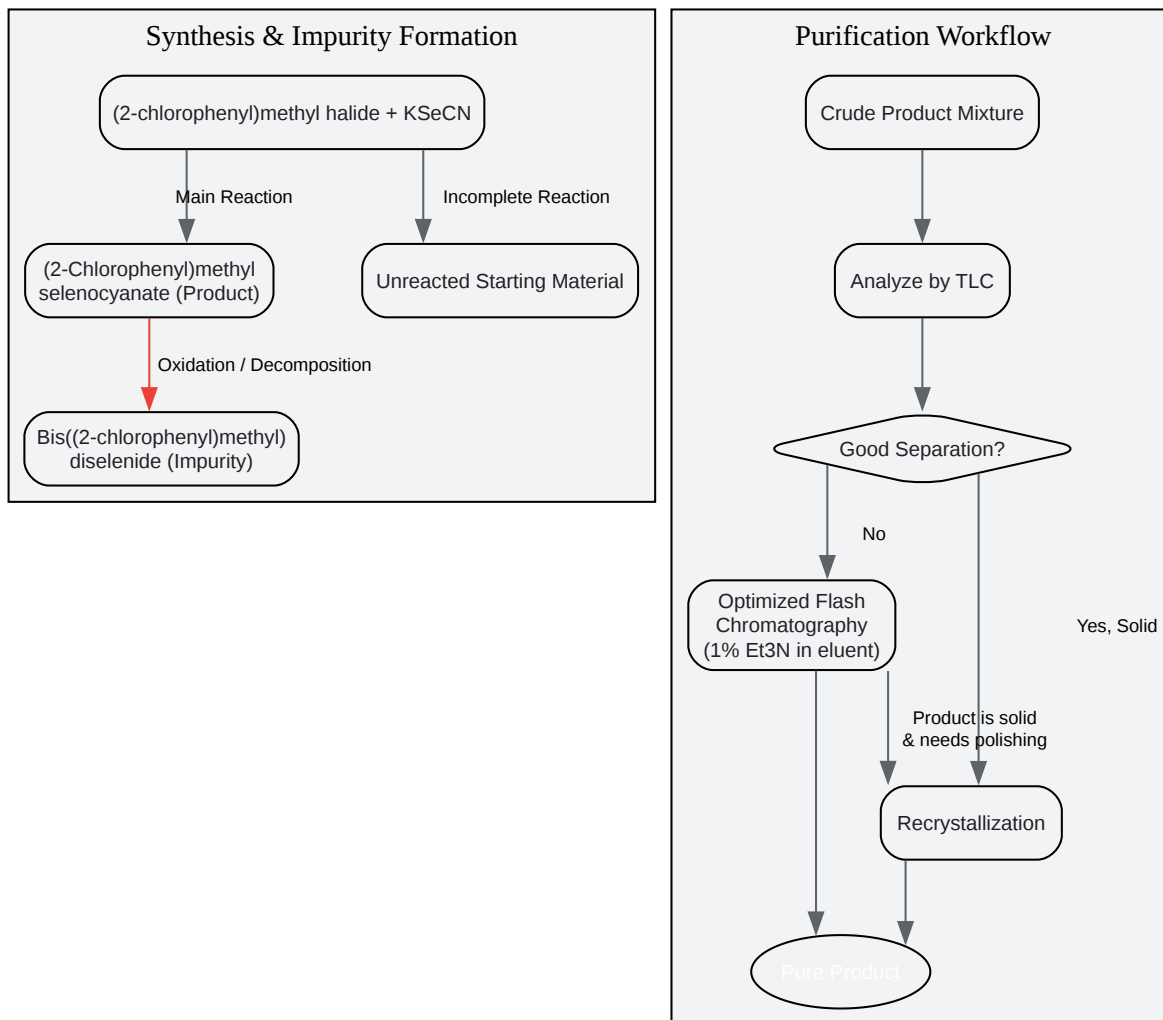 Synthesis & Impurity Formation
(2-chlorophenyl)methyl halide + KSeCN
Main Reaction
Incomplete Reaction
(2-Chlorophenyl)methyl
selenocyanate (Product)
Unreacted Starting Material
Oxidation / Decomposition
Bis((2-chlorophenyl)methyl)
diselenide (Impurity)
Purification Workflow
Crude Product Mixture
Analyze by TLC
Good Separation?
No
Optimized Flash
Chromatography
(1% Et3N in eluent)
Yes, Solid
Product is solid
& needs polishing
Recrystallization
Pure Product